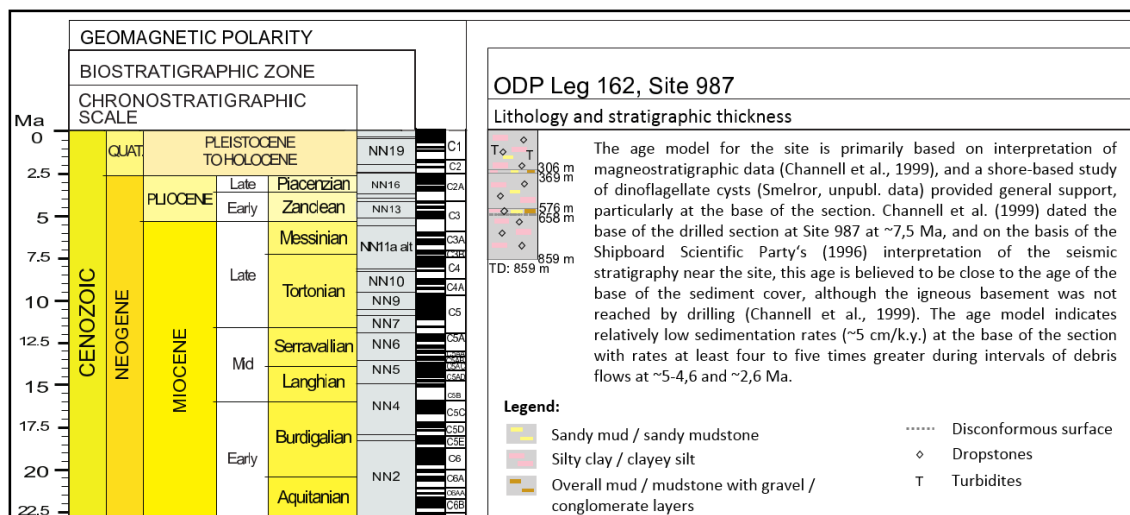 GEOMAGNETIC POLARITY
BIOSTRATIGRAPHIC ZONE
CHRONOSTRATIGRAPHIC
SCALE
Ma
0
2.5
5
7.5
10
12.5
15
17.5
20
22.5
CENOZOIC
QUAT.
NEOGENE
PLEISTOCENE
TO HOLOCENE
PLIOCENE
MIOCENE
Late
Early
Late
Mid
Early
Piacenzian
Zanclean
Messinian
Tortonian
Serravallian
Langhian
Burdigalian
Aquitanian
NN19
NN16
NN13
NN11a alt
NN10
NN9
NN7
NN6
NN5
NN4
NN2
C1
C2
C2A
C3
C3A
C3B
C4
C4A
C5
C5A
C5AD
C5B
C5C
C5D
C5E
C6
C6A
C6AA
C6B
ODP Leg 162, Site 987
Lithology and stratigraphic thickness
T
T
306 m
369 m
576 m
658 m
859 m
TD: 859 m
The age model for the site is primarily based on interpretation of
magneostratigraphic data (Channell et al., 1999), and a shore-based study
of dinoflagellate cysts (Smelror, unpubl. data) provided general support,
particularly at the base of the section. Channell et al. (1999) dated the
base of the drilled section at Site 987 at ~7,5 Ma, and on the basis of the
Shipboard Scientific Party's (1996) interpretation of the seismic
stratigraphy near the site, this age is believed to be close to the age of the
base of the sediment cover, although the igneous basement was not
reached by drilling (Channell et al., 1999). The age model indicates
relatively low sedimentation rates (~5 cm/k.y.) at the base of the section
with rates at least four to five times greater during intervals of debris
flows at ~5-4,6 and ~2,6 Ma.
Legend:
Sandy mud / sandy mudstone
Silty clay / clayey silt
Overall mud / mudstone with gravel /
conglomerate layers
Disconformous surface
Dropstones
T Turbidites